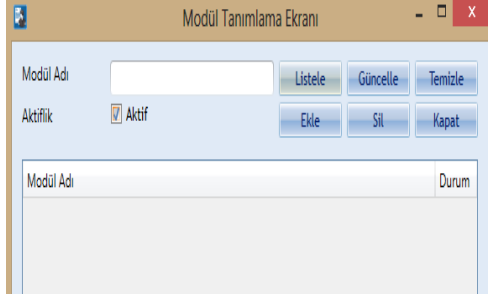 Modül Tanımlama Ekranı
Modül Adı
Listele Güncelle Temizle
Aktiflik Aktif
Ekle Sil Kapat
Modül Adı Durum